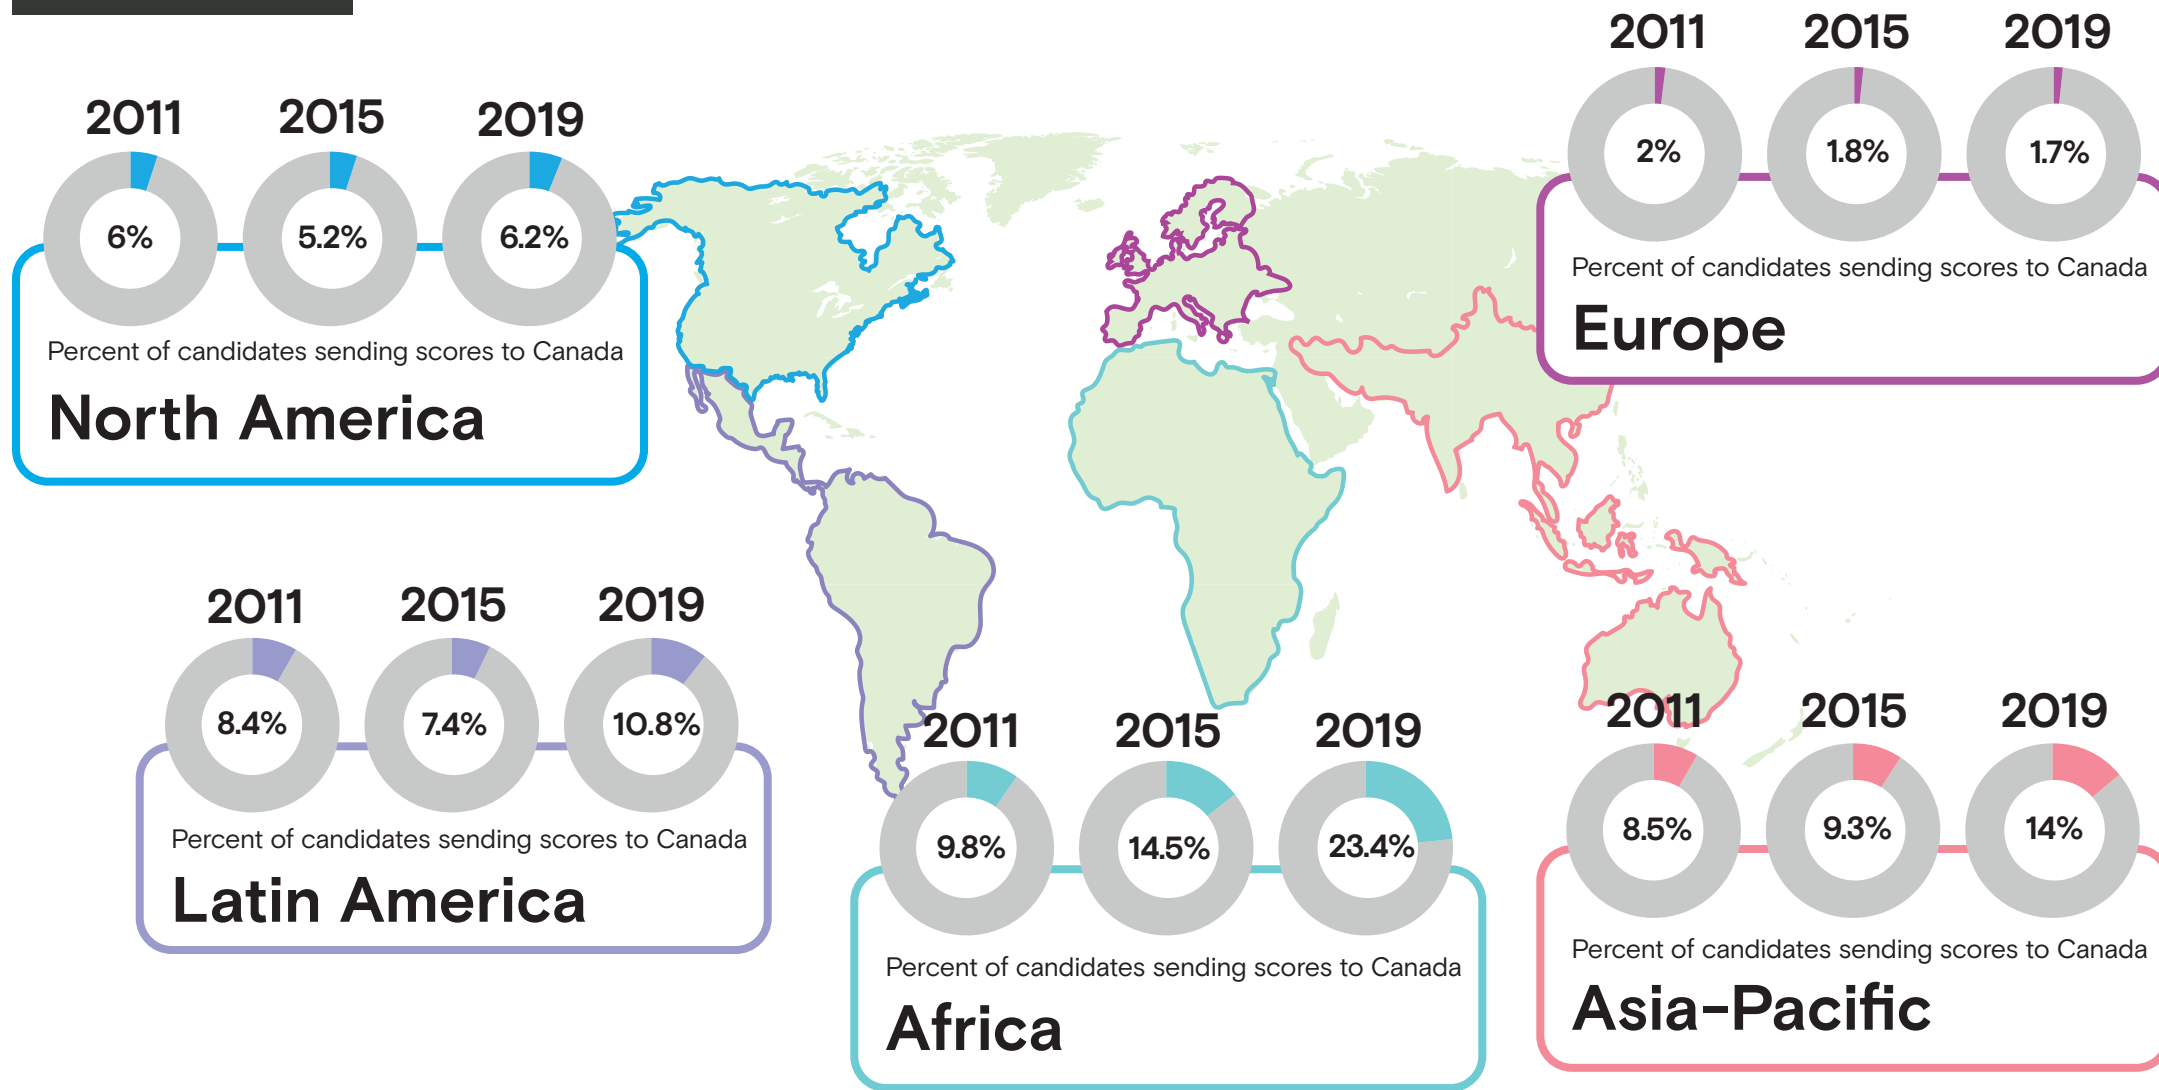 2011 2015 2019
6% 5.2% 6.2%
Percent of candidates sending scores to Canada
North America
2011 2015 2019
2% 1.8% 1.7%
Percent of candidates sending scores to Canada
Europe
2011 2015 2019
8.4% 7.4% 10.8%
Percent of candidates sending scores to Canada
Latin America
2011 2015 2019
9.8% 14.5% 23.4%
Percent of candidates sending scores to Canada
Africa
2011 2015 2019
8.5% 9.3% 14%
Percent of candidates sending scores to Canada
Asia-Pacific